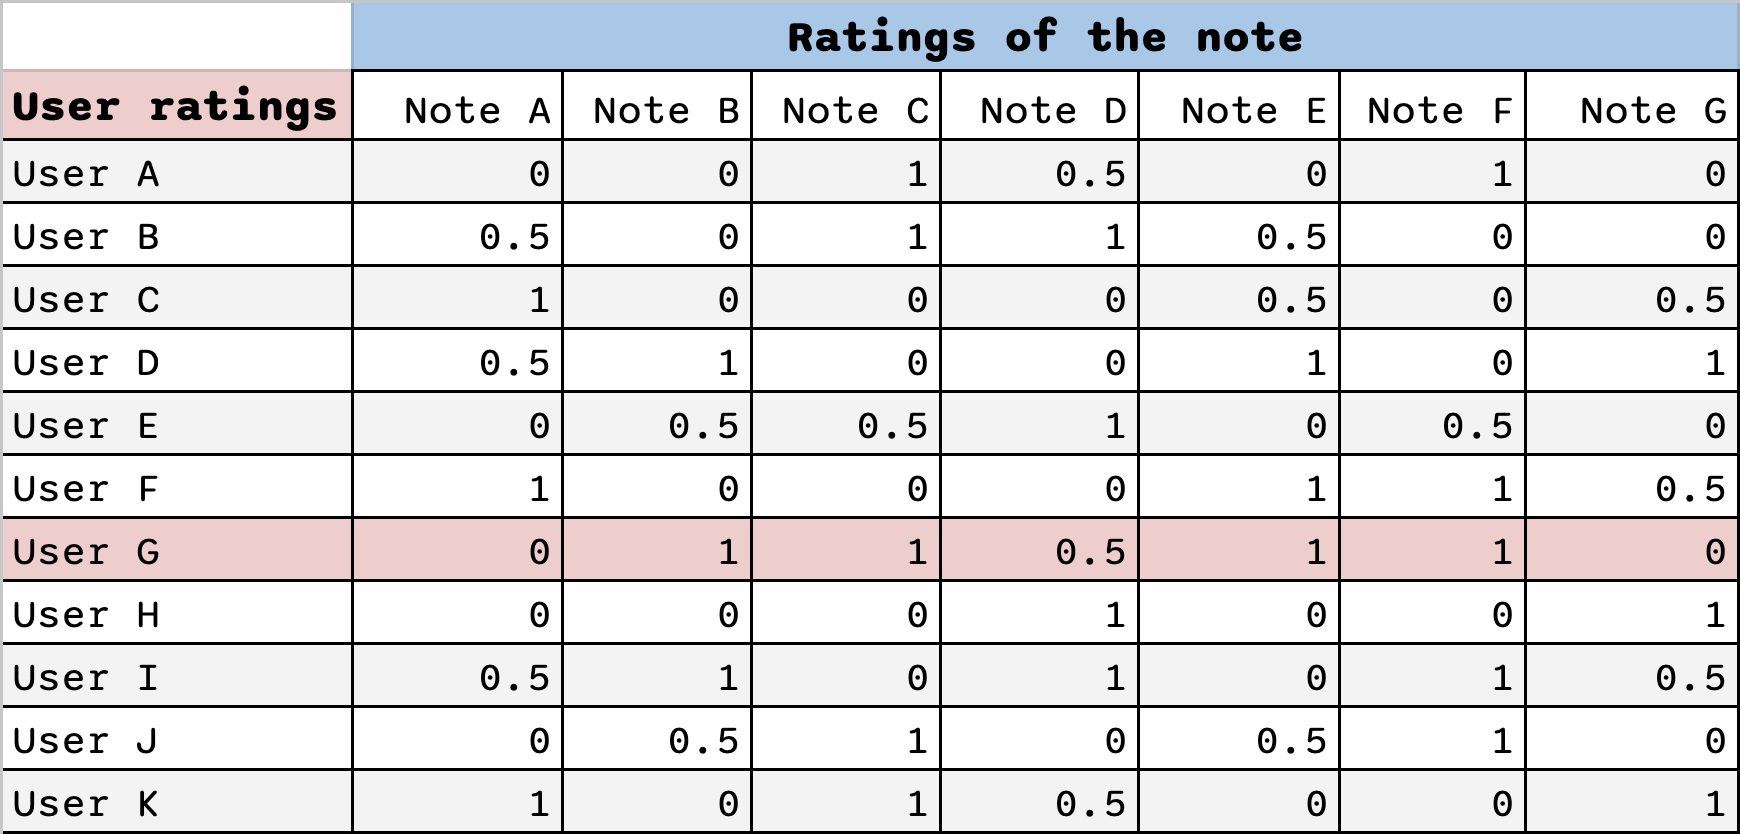 Ratings of the note
User ratings Note A Note B Note C Note D Note E Note F Note G
User A 0 0 1 0.5 0 1 0
User B 0.5 0 1 1 0.5 0 0
User C 1 0 0 0 0.5 0 0.5
User D 0.5 1 0 0 1 0 1
User E 0 0.5 0.5 1 0 0.5 0
User F 1 0 0 0 1 1 0.5
User G 0 1 1 0.5 1 1 0
User H 0 0 0 1 0 0 1
User I 0.5 1 0 1 0 1 0.5
User J 0 0.5 1 0 0.5 1 0
User K 1 0 1 0.5 0 0 1